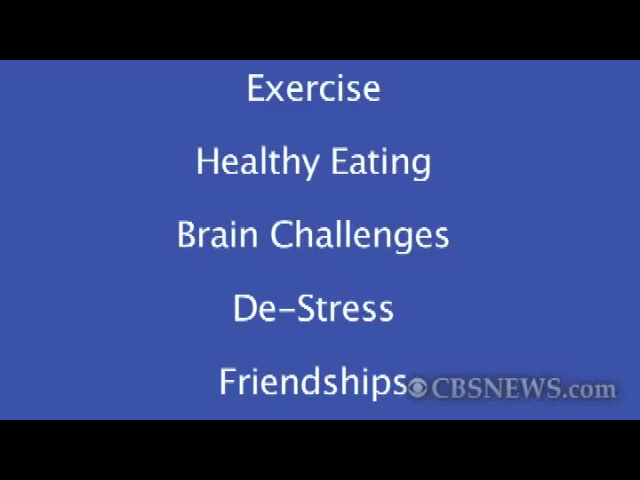 Exercise
Healthy Eating
Brain Challenges
De-Stress
Friendships
CBSNEWS.com